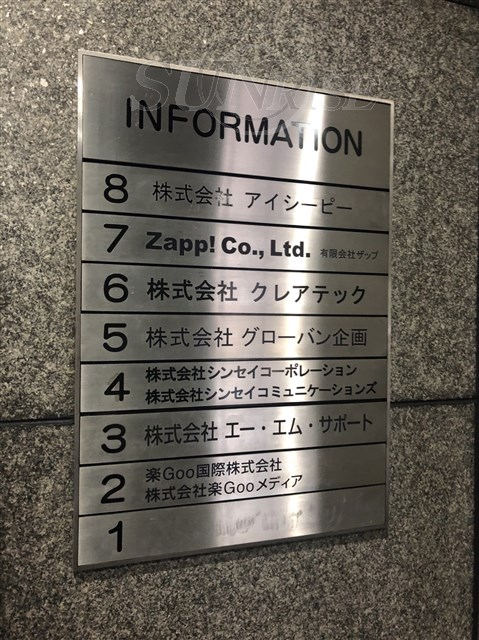 SUNRED
INFORMATION
8 株式会社 アイシーピー
7 Zapp! Co., Ltd. 有限会社ザップ
6 株式会社 クレアテック
5 株式会社 グローバン企画
4 株式会社シンセイコーポレーション
株式会社シンセイコミュニケーションズ
3 株式会社 エー・エム・サポート
2 楽Goo国際株式会社
株式会社楽Gooメディア
1